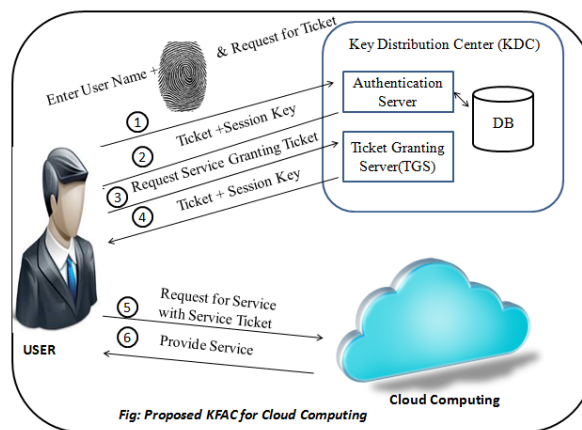 Enter User Name +
& Request for Ticket
Key Distribution Center (KDC)
Authentication
Server
DB
Ticket Granting
Server(TGS)
1
2
Ticket +Session Key
3
Request Service Granting Ticket
4
Ticket + Session Key
5
Request for Service
with Service Ticket
6
Provide Service
USER
Cloud Computing
Fig: Proposed KFAC for Cloud Computing